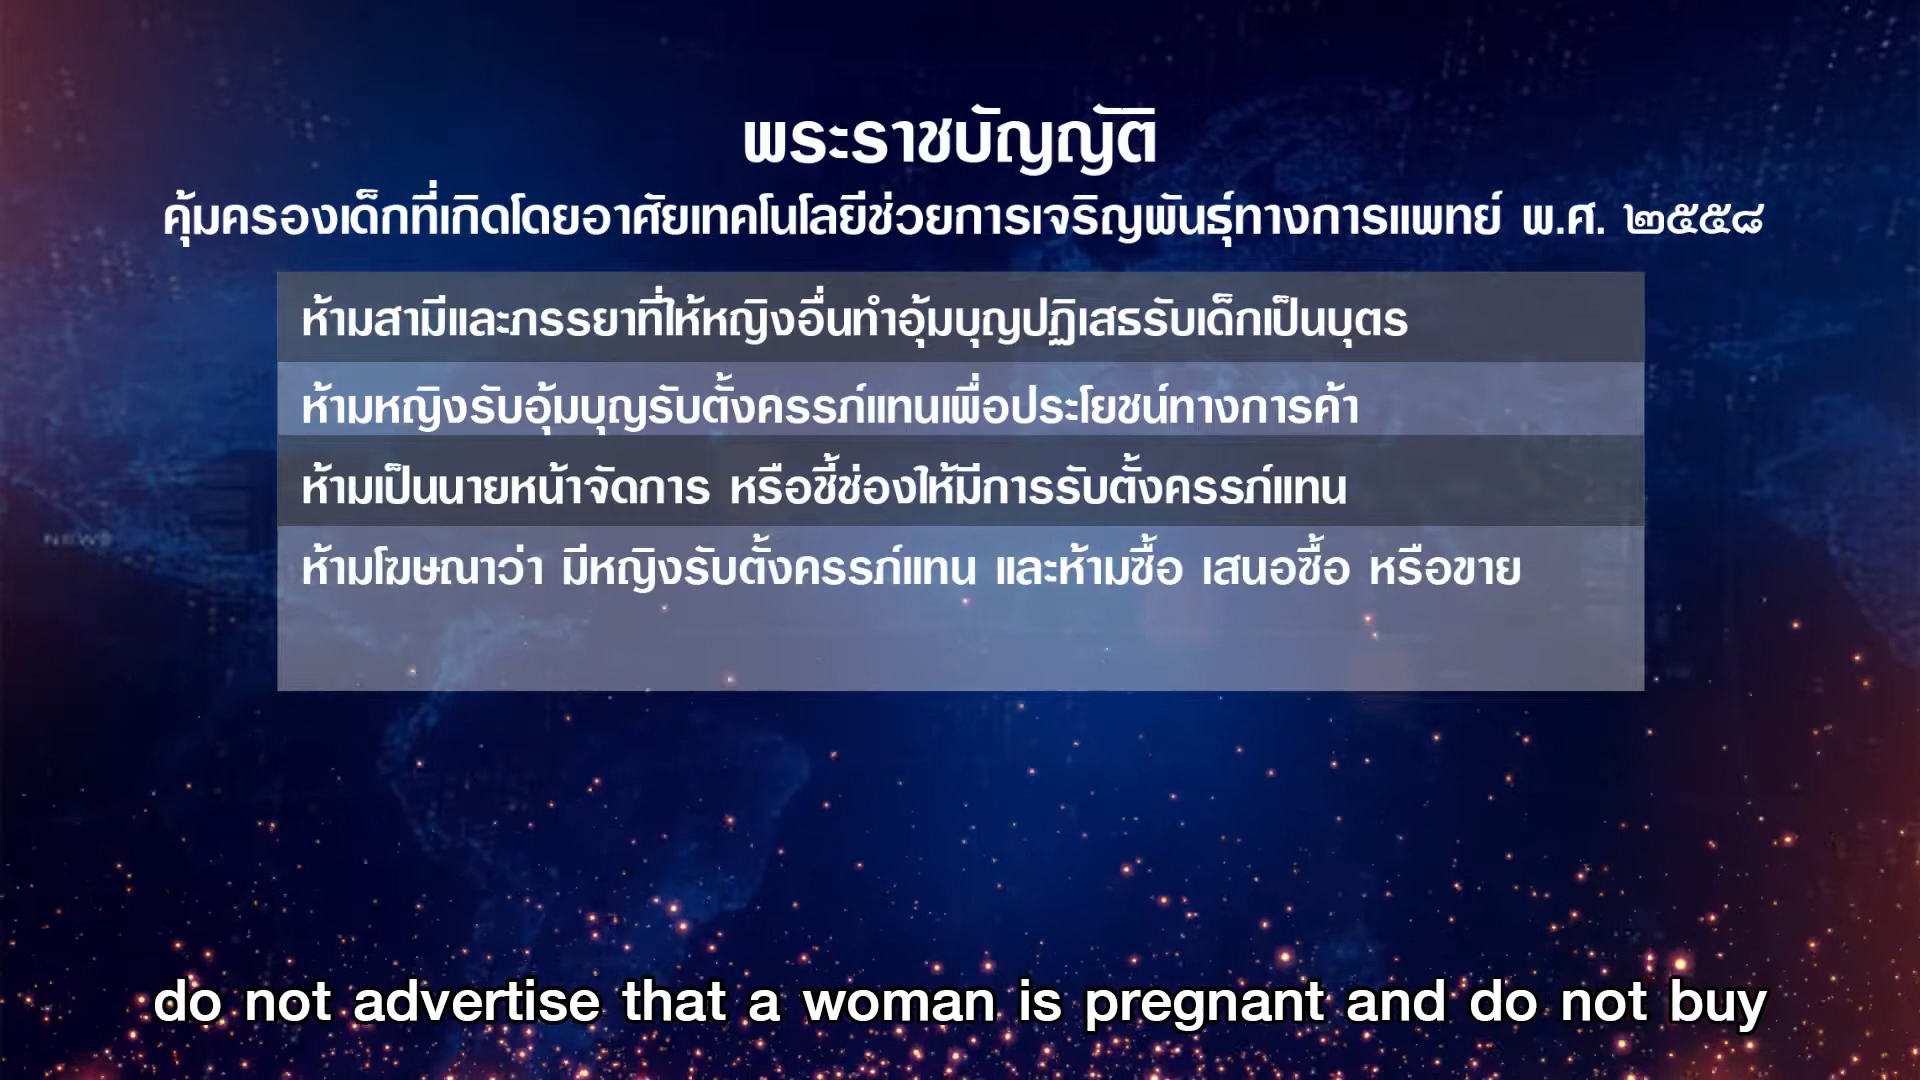 พระราชบัญญัติ
คุ้มครองเด็กที่เกิดโดยอาศัยเทคโนโลยีช่วยการเจริญพันธุ์ทางการแพทย์ พ.ศ. ๒๕๕๘
ห้ามสามีและภรรยาที่ให้หญิงอื่นทำอุ้มบุญปฏิเสธรับเด็กเป็นบุตร
ห้ามหญิงรับอุ้มบุญรับตั้งครรภ์แทนเพื่อประโยชน์ทางการค้า
ห้ามเป็นนายหน้าจัดการ หรือชี้ช่องให้มีการรับตั้งครรภ์แทน
NEWS
ห้ามโฆษณาว่า มีหญิงรับตั้งครรภ์แทน และห้ามซื้อ เสนอซื้อ หรือขาย
do not advertise that a woman is pregnant and do not buy